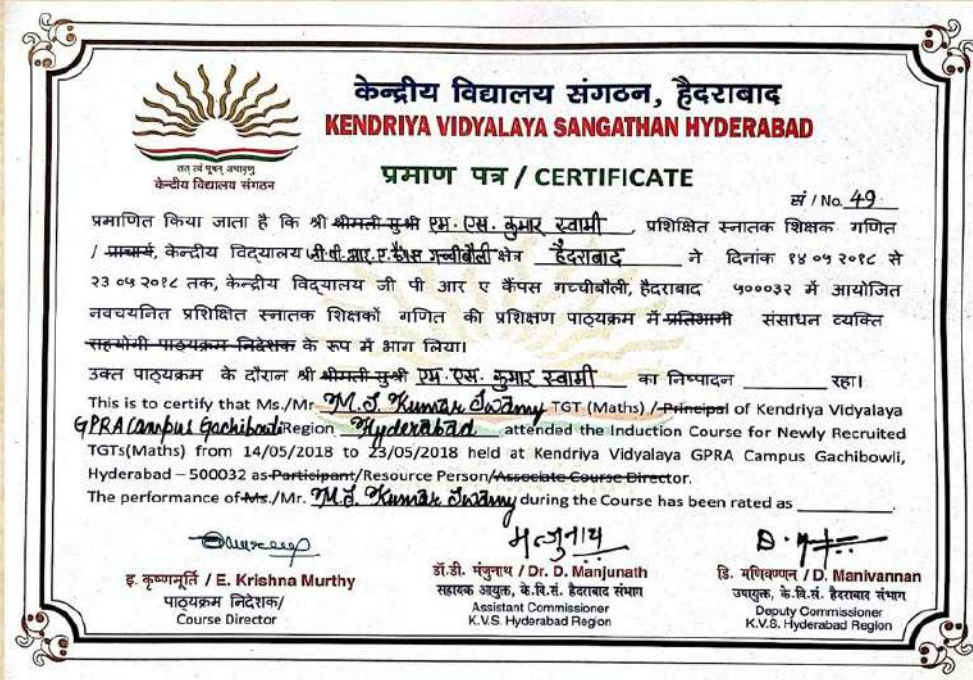 केन्द्रीय विद्यालय संगठन, हैदराबाद
KENDRIYA VIDYALAYA SANGATHAN HYDERABAD
तत् त्वं पूषन् अपावृणु
केन्द्रीय विद्यालय संगठन
प्रमाण पत्र / CERTIFICATE
सं / No. 49
प्रमाणित किया जाता है कि श्री श्रीमती सुश्री एम. एस. कुमार स्वामी, प्रशिक्षित स्नातक शिक्षक गणित
/ प्राचार्य, केन्द्रीय विद्यालय जी.पी.आर.ए.कैंपस गच्चीबौली क्षेत्र हैदराबाद ने दिनांक १४ ०५ २०१८ से
२३ ०५ २०१८ तक, केन्द्रीय विद्यालय जी पी आर ए कैंपस गच्चीबौली, हैदराबाद ५०००३२ में आयोजित
नवचयनित प्रशिक्षित स्नातक शिक्षकों गणित की प्रशिक्षण पाठ्यक्रम में प्रतिभागी संसाधन व्यक्ति
सहयोगी पाठ्यक्रम निदेशक के रूप में भाग लिया।
उक्त पाठ्यक्रम के दौरान श्री श्रीमती सुश्री एम. एस. कुमार स्वामी का निष्पादन ________ रहा।
This is to certify that Ms./Mr M.S. Kumar Swamy TGT (Maths) / Principal of Kendriya Vidyalaya
GPRA Campus Gachibowli Region Hyderabad attended the Induction Course for Newly Recruited
TGTs(Maths) from 14/05/2018 to 23/05/2018 held at Kendriya Vidyalaya GPRA Campus Gachibowli,
Hyderabad – 500032 as Participant/Resource Person/Associate Course Director.
The performance of Ms./Mr. M.S. Kumar Swamy during the Course has been rated as ________.
मन्जुनाथ
इ. कृष्णमूर्ति / E. Krishna Murthy
पाठ्यक्रम निदेशक/
Course Director
डॉ.डी. मंजुनाथ / Dr. D. Manjunath
सहायक आयुक्त, के.वि.सं. हैदराबाद संभाग
Assistant Commissioner
K.V.S. Hyderabad Region
डि. मणिवण्णन / D. Manivannan
उपायुक्त, के.वि.सं. हैदराबाद संभाग
Deputy Commissioner
K.V.S. Hyderabad Region